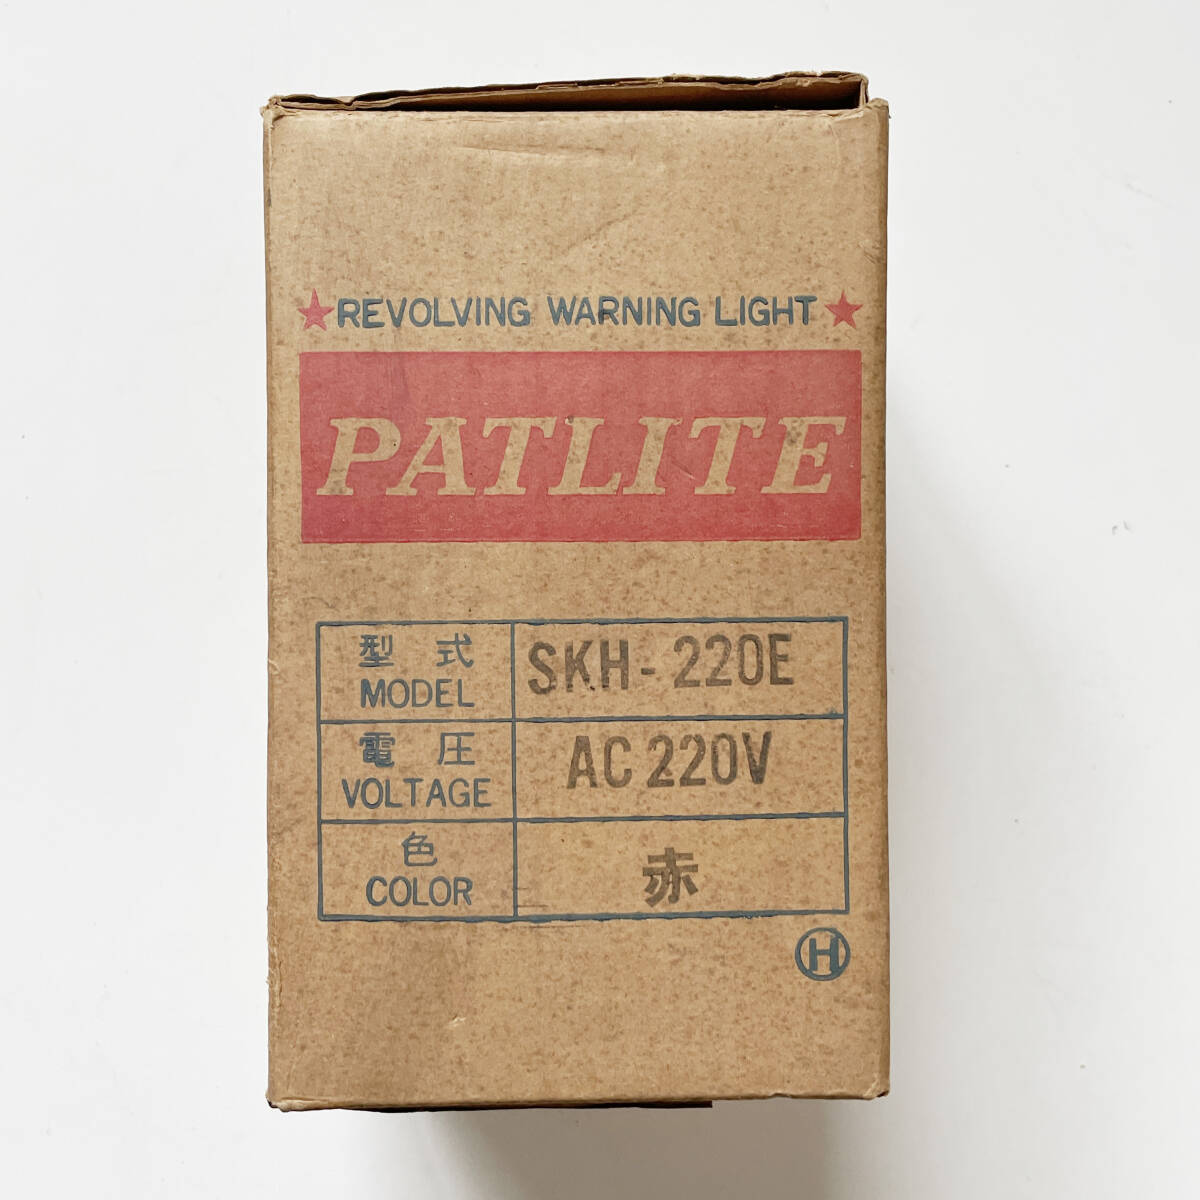 ★REVOLVING WARNING LIGHT★
PATLITE
型式 SKH-220E
MODEL
電圧 AC 220V
VOLTAGE
色 赤
COLOR
Ⓗ